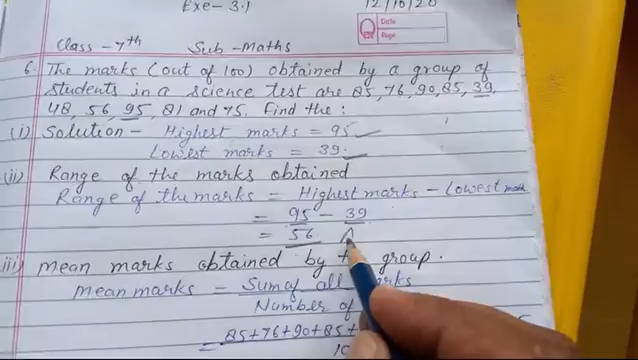 Exe-3.1
12/10/20
Date
Page
Class-7th Sub-Maths
6. The marks (out of 100) obtained by a group of
students in a science test are 85, 76, 90, 85, 39,
48, 56, 95, 81 and 75. Find the:
(i) Solution - Highest marks = 95
Lowest marks = 39.
(ii) Range of the marks obtained
Range of the marks = Highest marks - Lowest mark
= 95 - 39
= 56
iii) Mean marks obtained by group.
Mean marks = Sum of all
Number of
= 85+76+90+85+